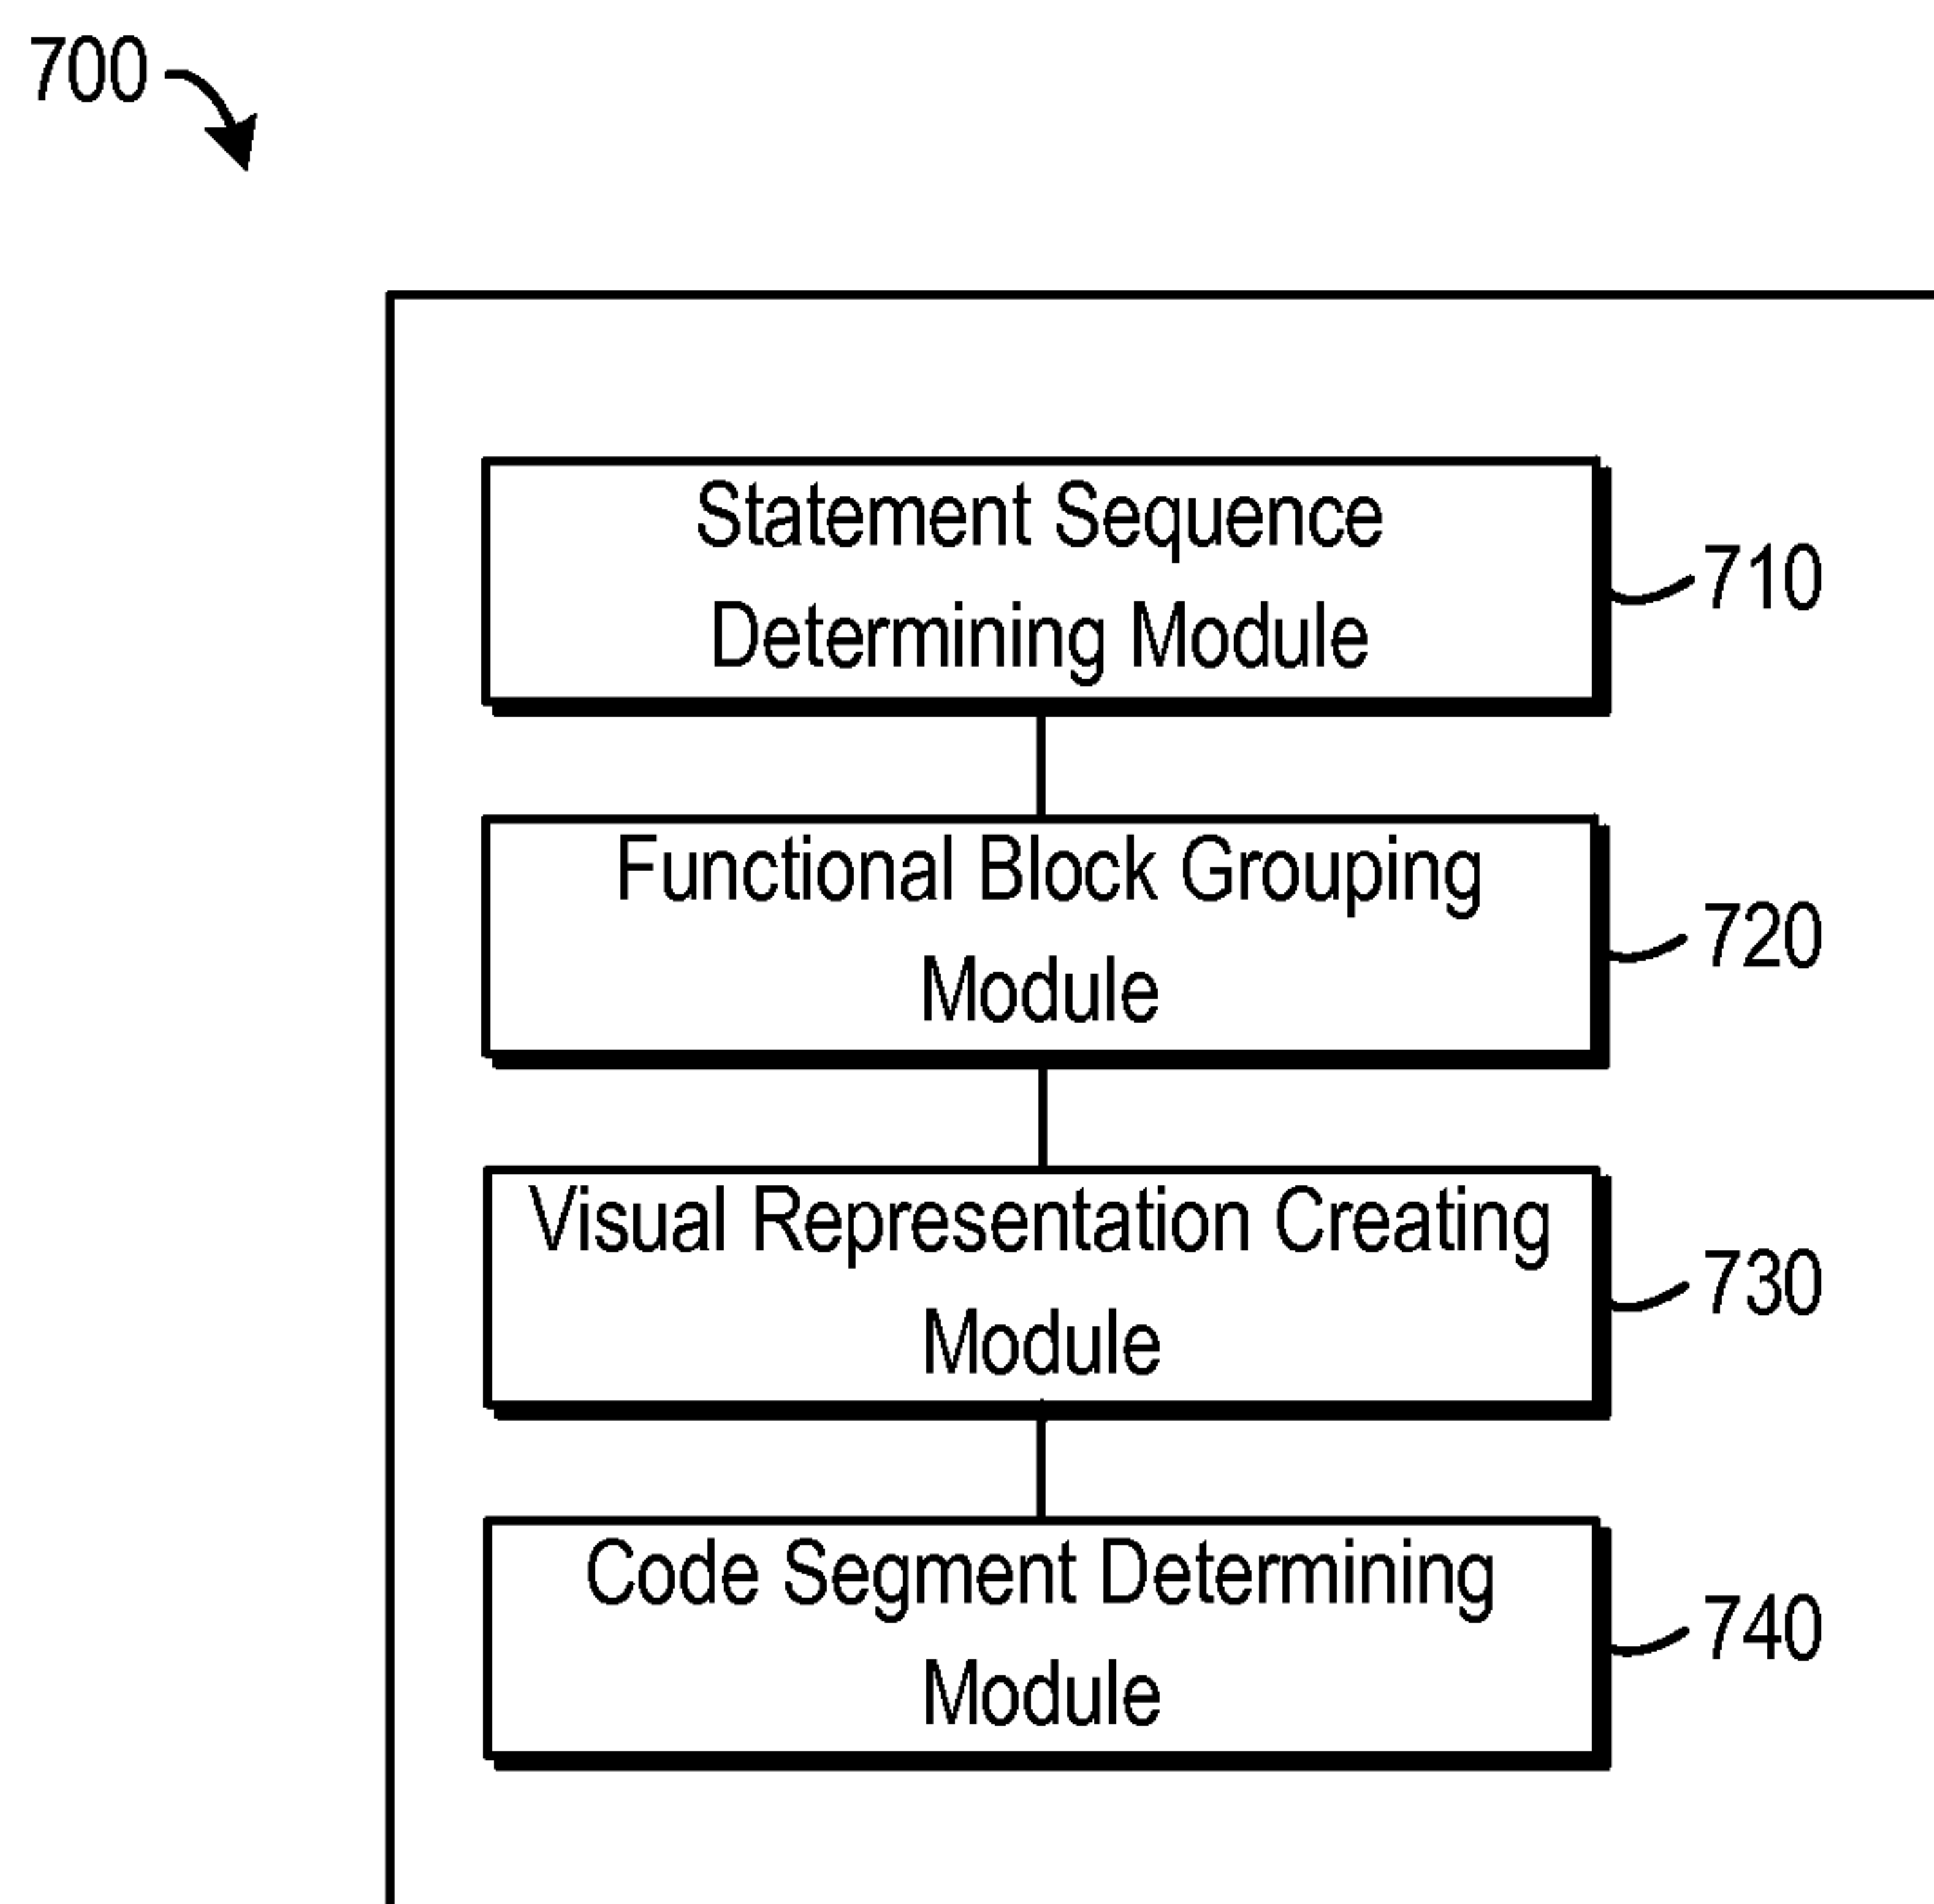 700
Statement Sequence
Determining Module
710
Functional Block Grouping
Module
720
Visual Representation Creating
Module
730
Code Segment Determining
Module
740